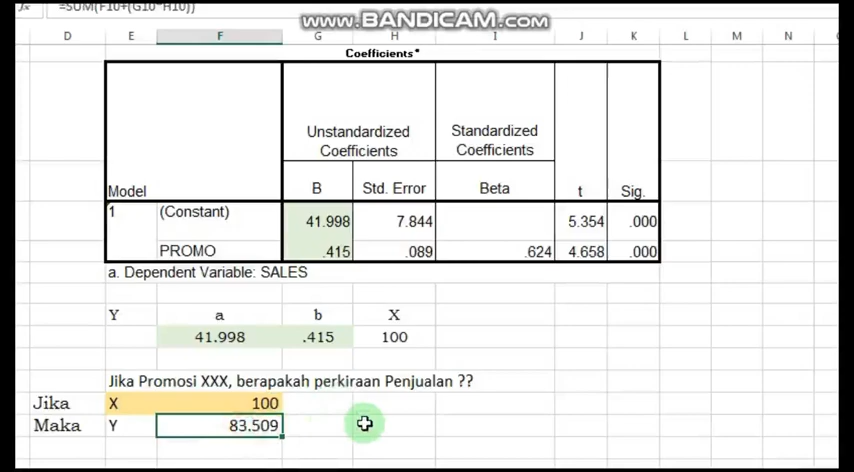 =SUM(F10+(G10*H10))
www.BANDICAM.com
D E F G H I J K L M N
Coefficients
Unstandardized Coefficients Standardized Coefficients
Model B Std. Error Beta t Sig.
1 (Constant) 41.998 7.844 5.354 .000
PROMO .415 .089 .624 4.658 .000
a. Dependent Variable: SALES
Y a b X
41.998 .415 100
Jika Promosi XXX, berapakah perkiraan Penjualan ??
Jika X 100
Maka Y 83.509